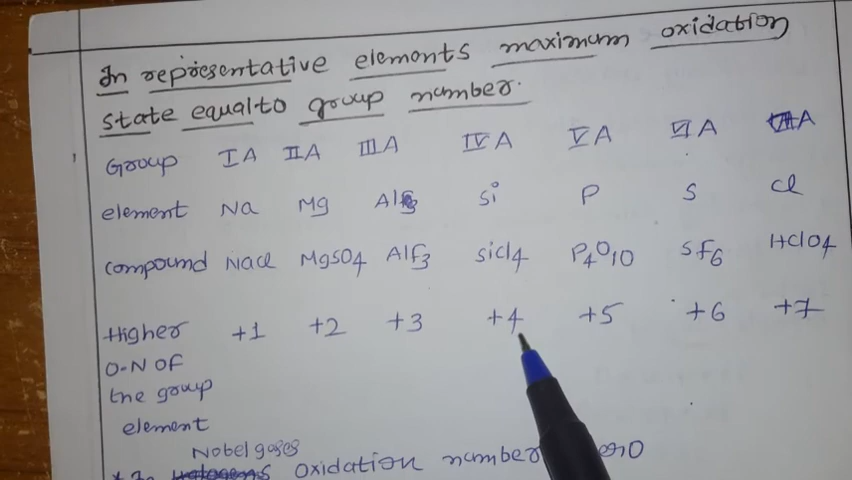 In representative elements maximum oxidation
state equalto group number.
Group IA IIA IIIA IVA VA VIA VIIA
element Na Mg Al Si P S Cl
compound Nacl MgSO4 AlF3 Sicl4 P4O10 SF6 HClO4
Higher +1 +2 +3 +4 +5 +6 +7
O-N OF
the group
element
Nobel gases
* In oxidation number